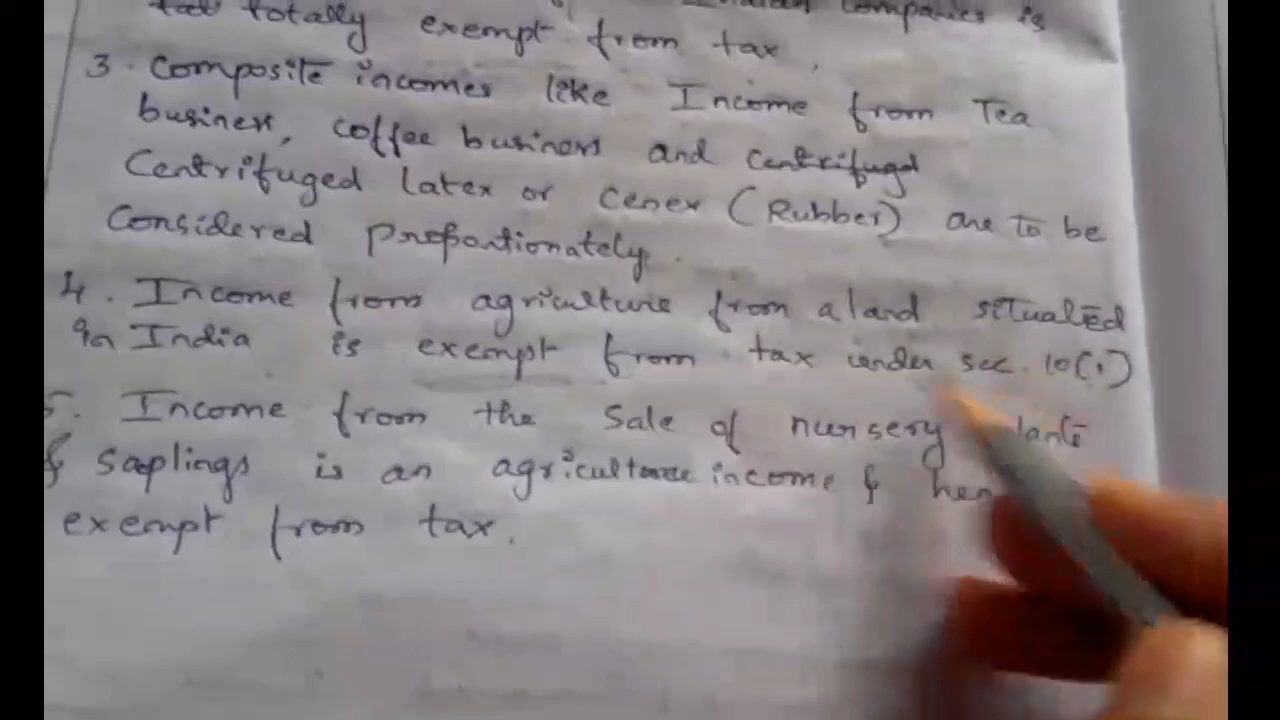 totally exempt from tax.
3. Composite incomes like Income from Tea
business, coffee business and centrifugd
Centrifuged latex or cenex (Rubber) are to be
Considered Proportionately.
4. Income from agriculture from a land situated
in India is exempt from tax under sec. 10(1)
5. Income from the Sale of nursery
& saplings is an agriculture income &
exempt from tax.